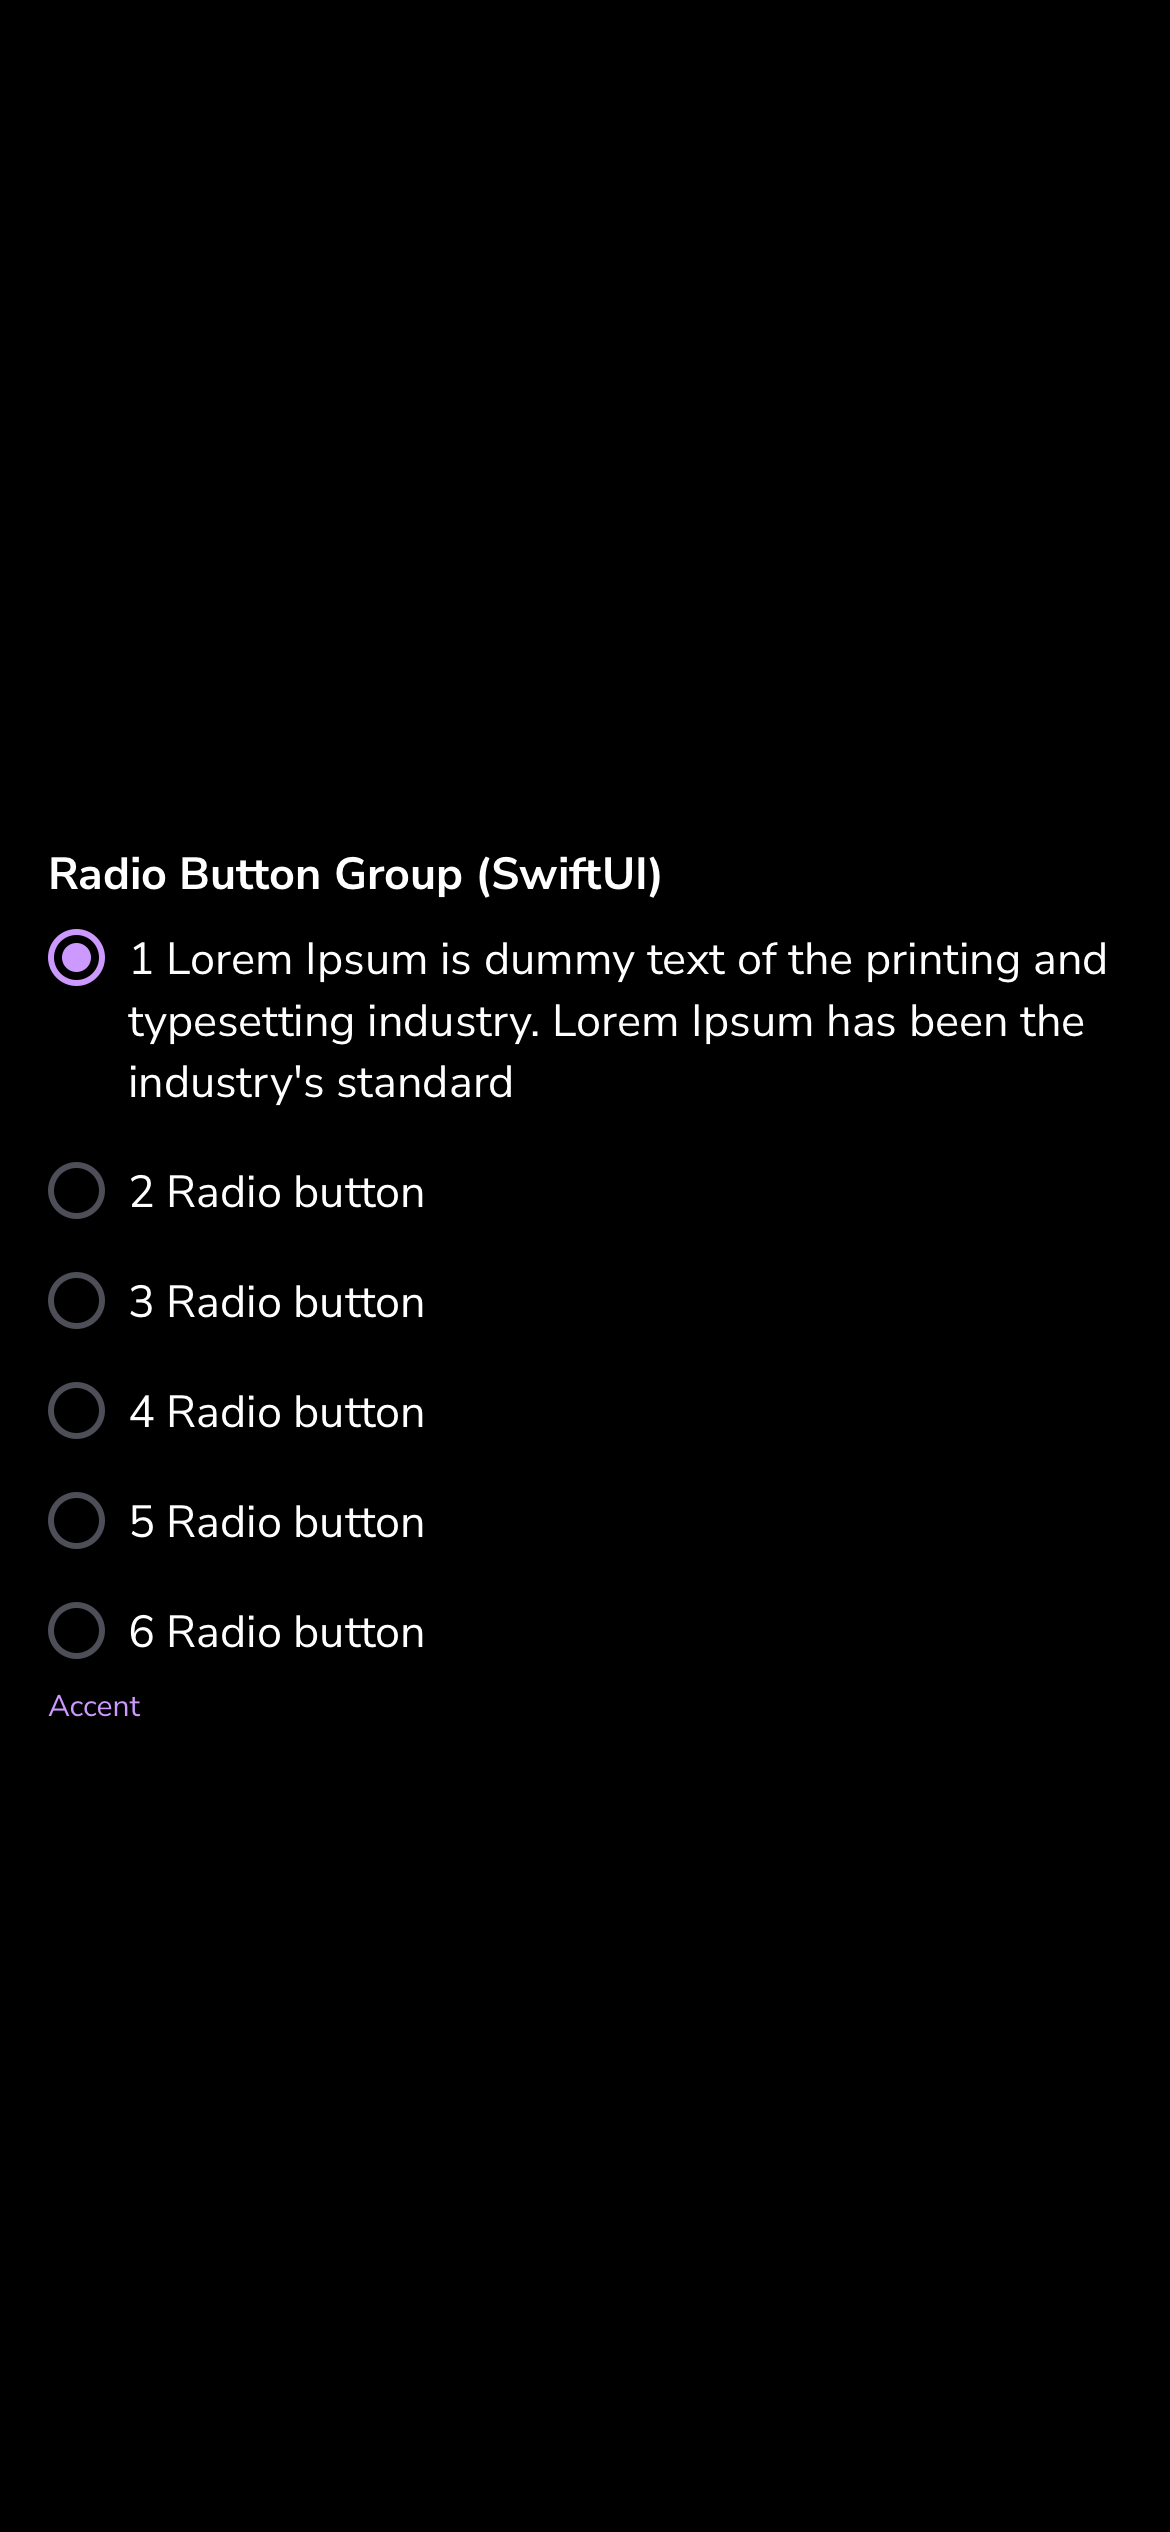 Radio Button Group (SwiftUI)
1 Lorem Ipsum is dummy text of the printing and
typesetting industry. Lorem Ipsum has been the
industry's standard
2 Radio button
3 Radio button
4 Radio button
5 Radio button
6 Radio button
Accent